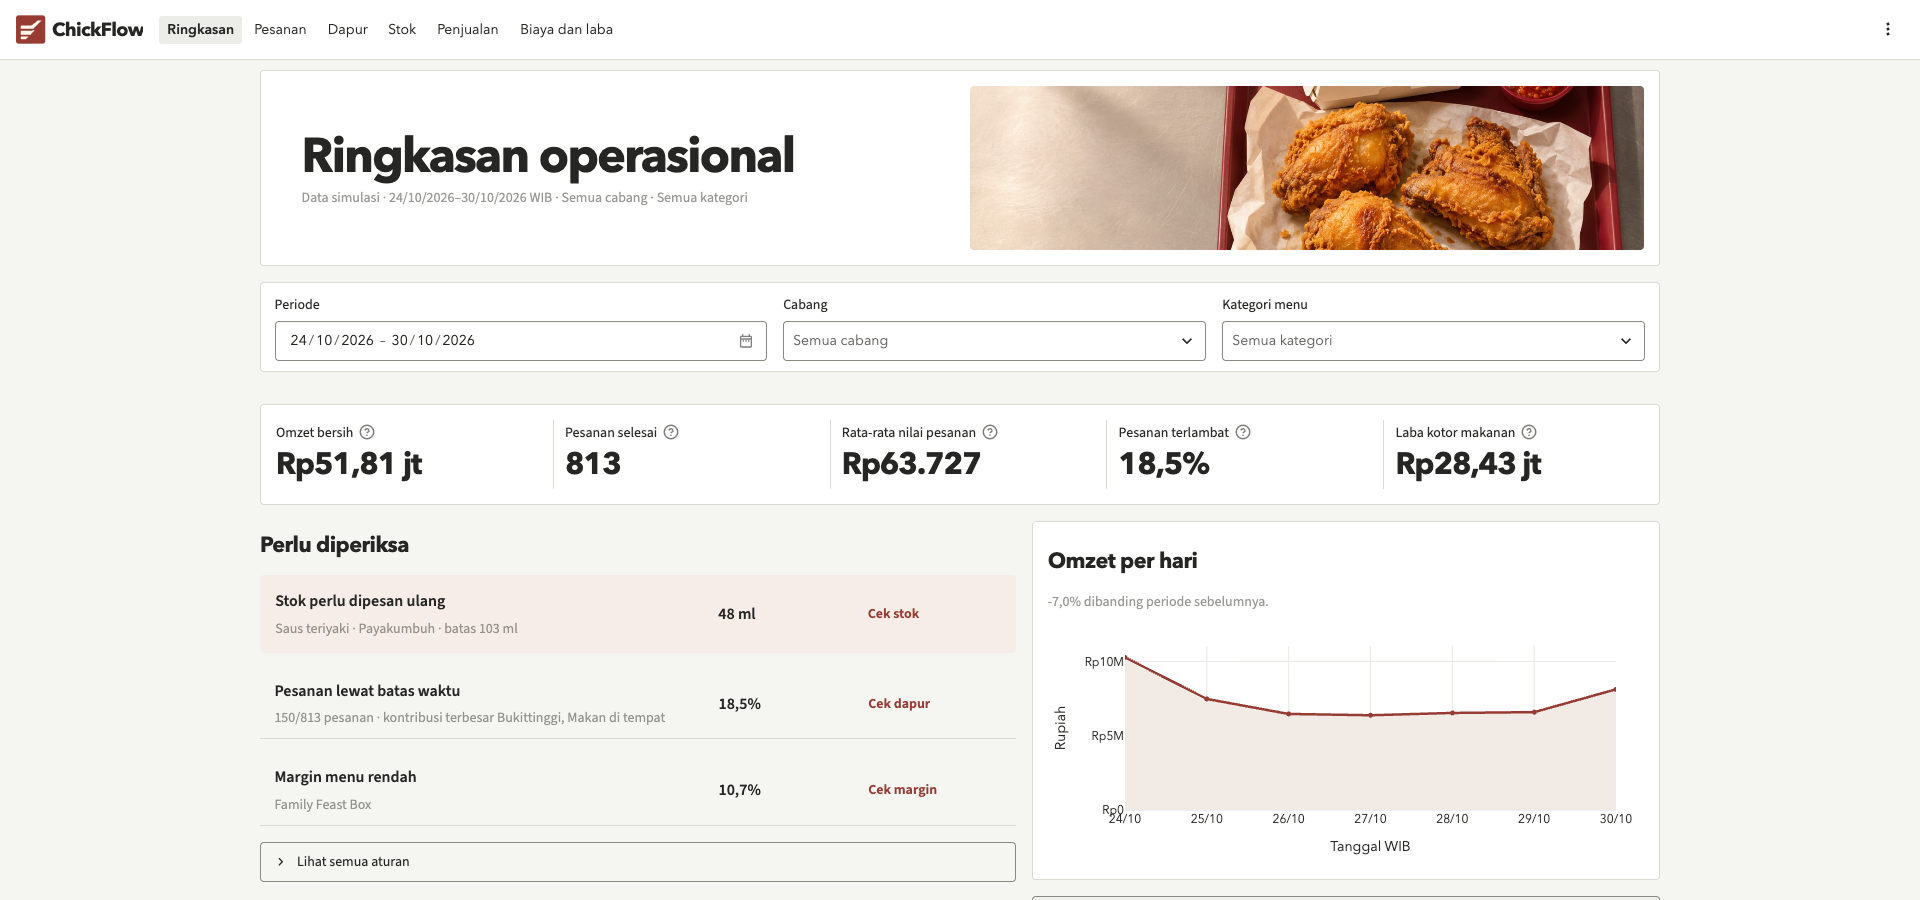 ChickFlow
Ringkasan
Pesanan
Dapur
Stok
Penjualan
Biaya dan laba
Ringkasan operasional
Data simulasi · 24/10/2026–30/10/2026 WIB · Semua cabang · Semua kategori
Periode
24/10/2026 – 30/10/2026
Cabang
Semua cabang
Kategori menu
Semua kategori
Omzet bersih
Rp51,81 jt
Pesanan selesai
813
Rata-rata nilai pesanan
Rp63.727
Pesanan terlambat
18,5%
Laba kotor makanan
Rp28,43 jt
Perlu diperiksa
Stok perlu dipesan ulang
Saus teriyaki · Payakumbuh · batas 103 ml
48 ml
Cek stok
Pesanan lewat batas waktu
150/813 pesanan · kontribusi terbesar Bukittinggi, Makan di tempat
18,5%
Cek dapur
Margin menu rendah
Family Feast Box
10,7%
Cek margin
Lihat semua aturan
Omzet per hari
-7,0% dibanding periode sebelumnya.
Rupiah
Rp10M
Rp5M
Rp0
24/10
25/10
26/10
27/10
28/10
29/10
30/10
Tanggal WIB